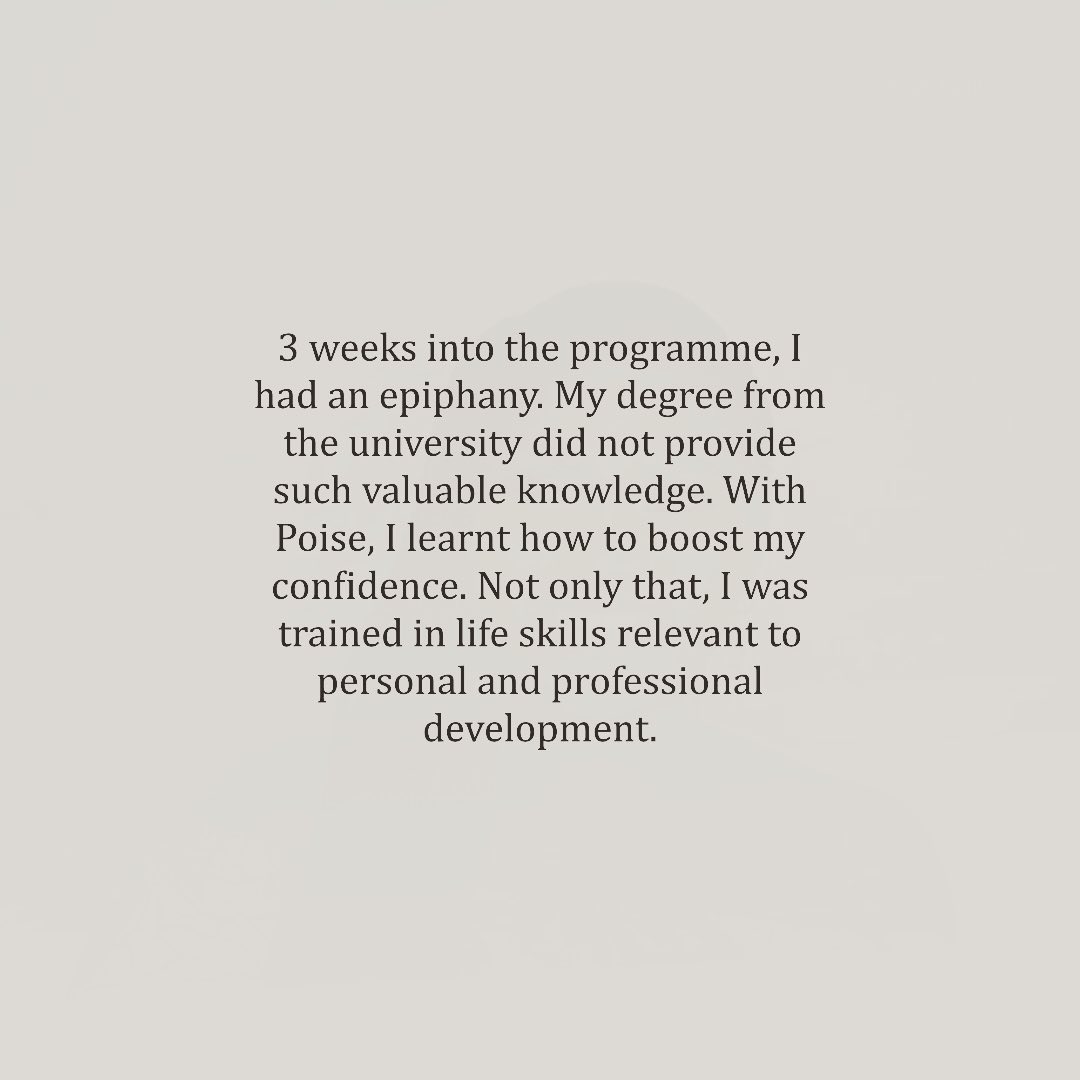 3 weeks into the programme, I
had an epiphany. My degree from
the university did not provide
such valuable knowledge. With
Poise, I learnt how to boost my
confidence. Not only that, I was
trained in life skills relevant to
personal and professional
development.